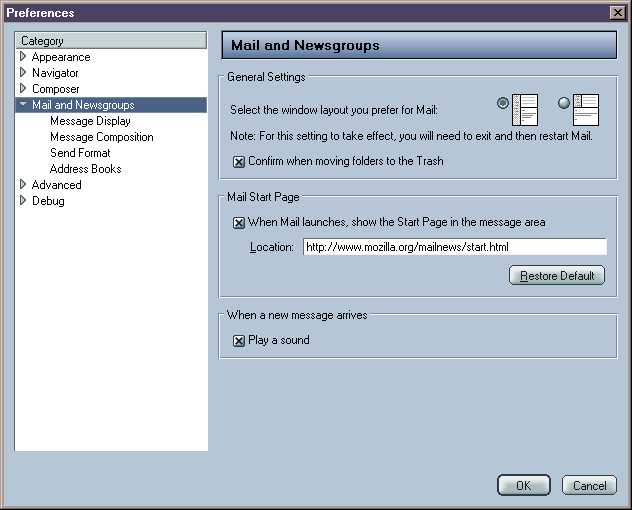 Preferences
Category
Appearance
Navigator
Composer
Mail and Newsgroups
Message Display
Message Composition
Send Format
Address Books
Advanced
Debug
Mail and Newsgroups
General Settings
Select the window layout you prefer for Mail:
Note: For this setting to take effect, you will need to exit and then restart Mail.
Confirm when moving folders to the Trash
Mail Start Page
When Mail launches, show the Start Page in the message area
Location: http://www.mozilla.org/mailnews/start.html
Restore Default
When a new message arrives
Play a sound
OK Cancel